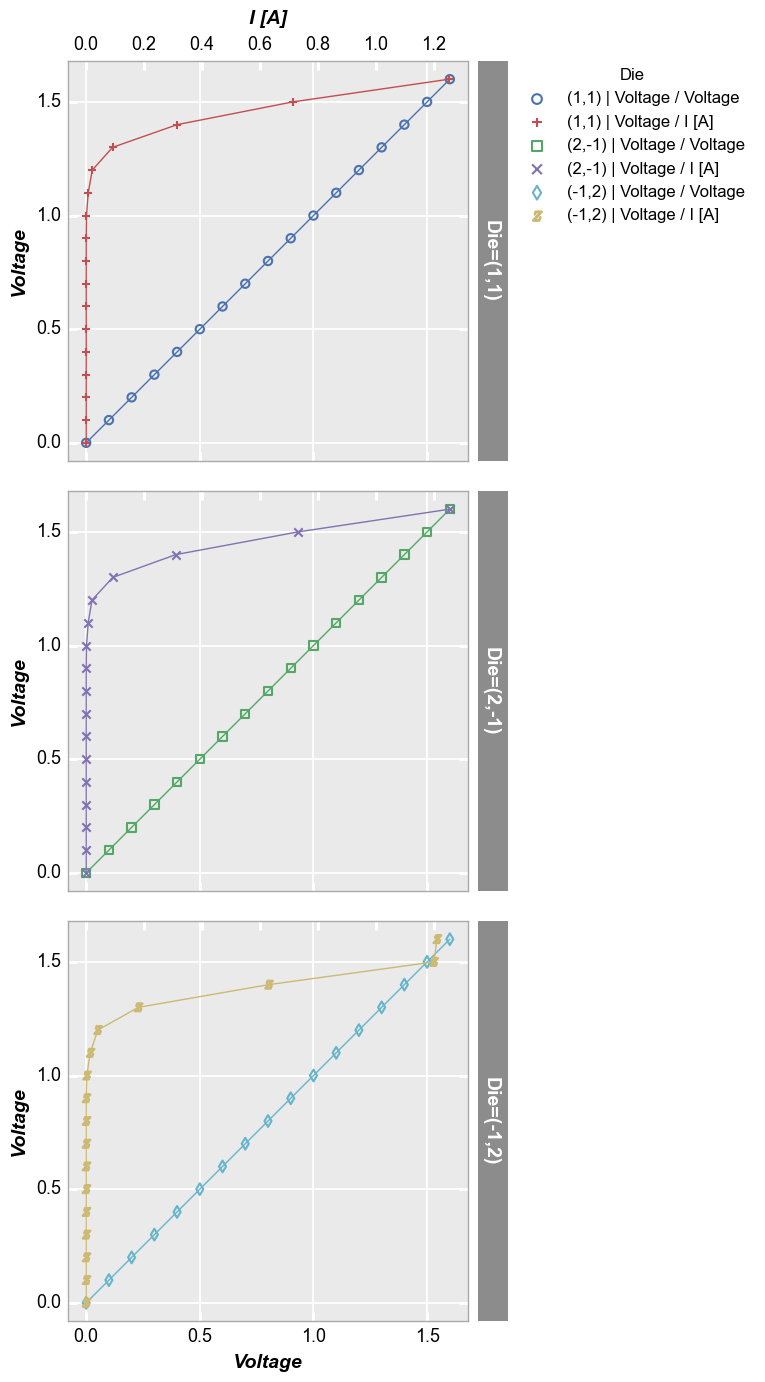 I [A]
0.0 0.2 0.4 0.6 0.8 1.0 1.2
Die
(1,1) | Voltage / Voltage
(1,1) | Voltage / I [A]
(2,-1) | Voltage / Voltage
(2,-1) | Voltage / I [A]
(-1,2) | Voltage / Voltage
(-1,2) | Voltage / I [A]
1.5
1.0
0.5
0.0
Voltage
Die=(1,1)
1.5
1.0
0.5
0.0
Voltage
Die=(2,-1)
1.5
1.0
0.5
0.0
Voltage
Die=(-1,2)
0.0 0.5 1.0 1.5
Voltage